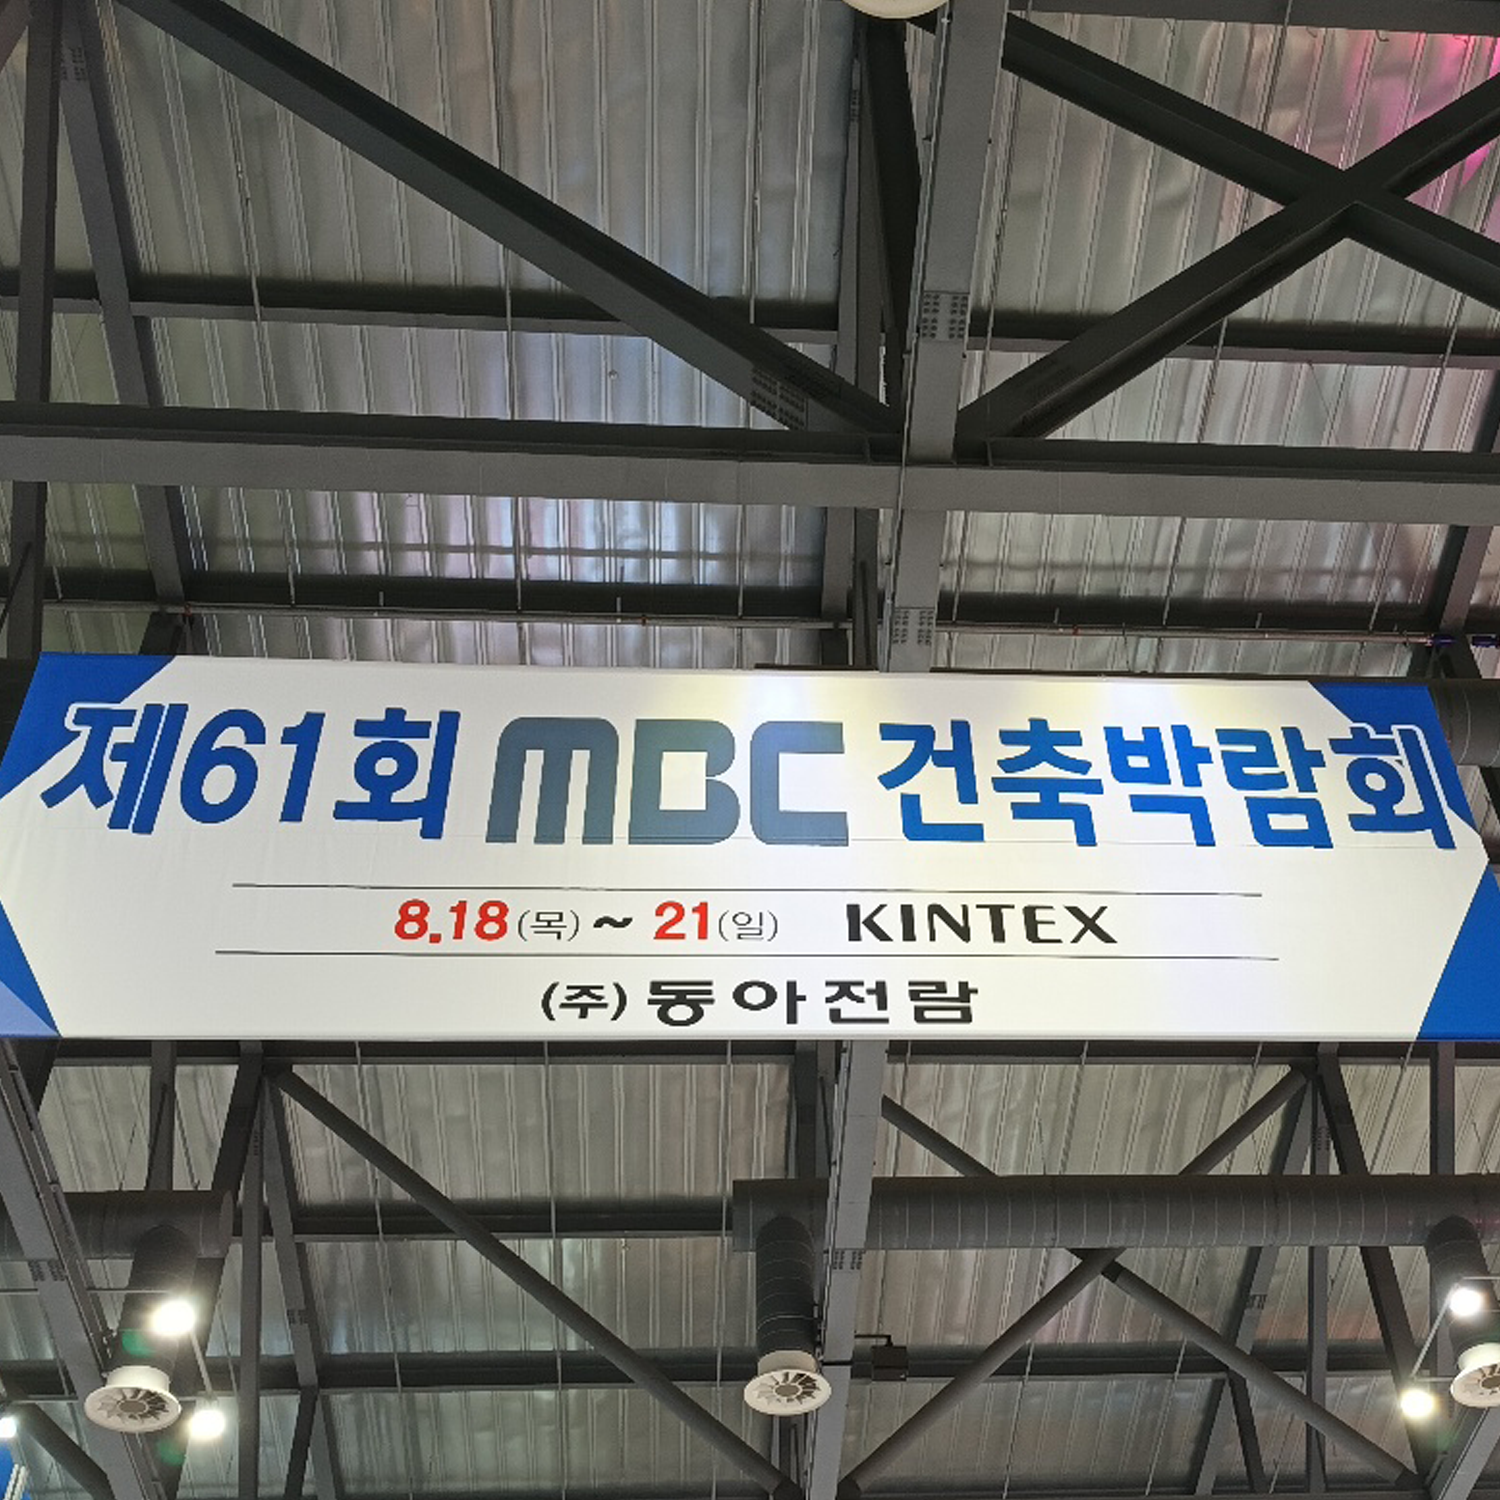 제61회 MBC 건축박람회
8.18(목) ~ 21(일) KINTEX
(주) 동아전람